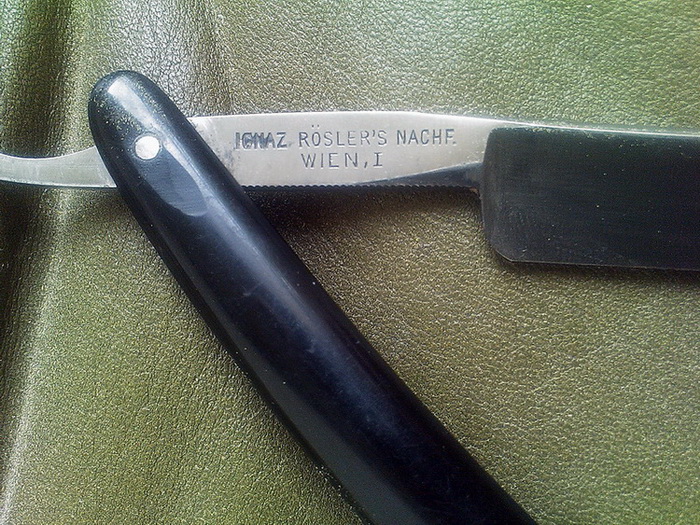 IGNAZ RÖSLER'S NACHF.
WIEN, I